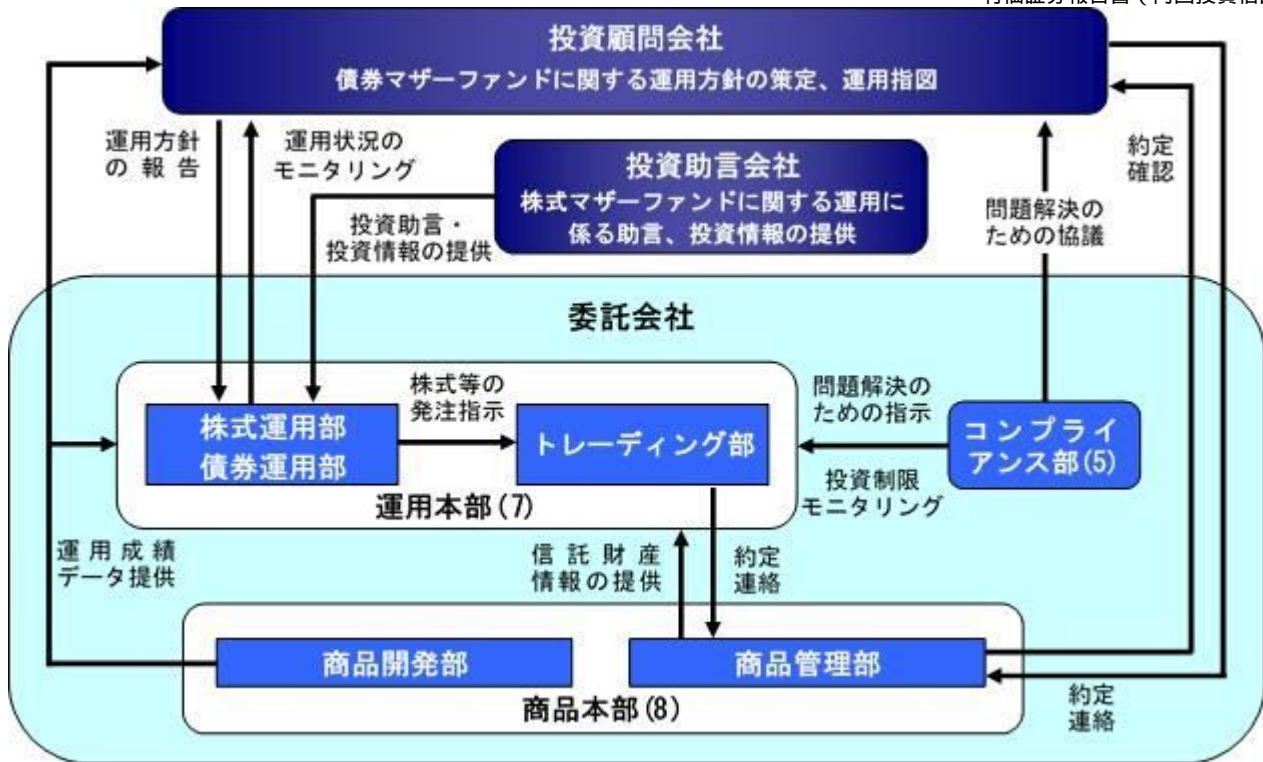 投資顧問会社
債券マザーファンドに関する運用方針の策定、運用指図
運用方針
の報告
運用状況の
モニタリング
投資助言会社
株式マザーファンドに関する運用に
係る助言、投資情報の提供
投資助言・
投資情報の提供
問題解決の
ための協議
約定
確認
委託会社
株式運用部
債券運用部
株式等の
発注指示
トレーディング部
運用本部(7)
問題解決の
ための指示
投資制限
モニタリング
コンプライ
アンス部(5)
運用成績
データ提供
信託財産
情報の提供
約定
連絡
商品開発部
商品管理部
商品本部(8)
約定
連絡